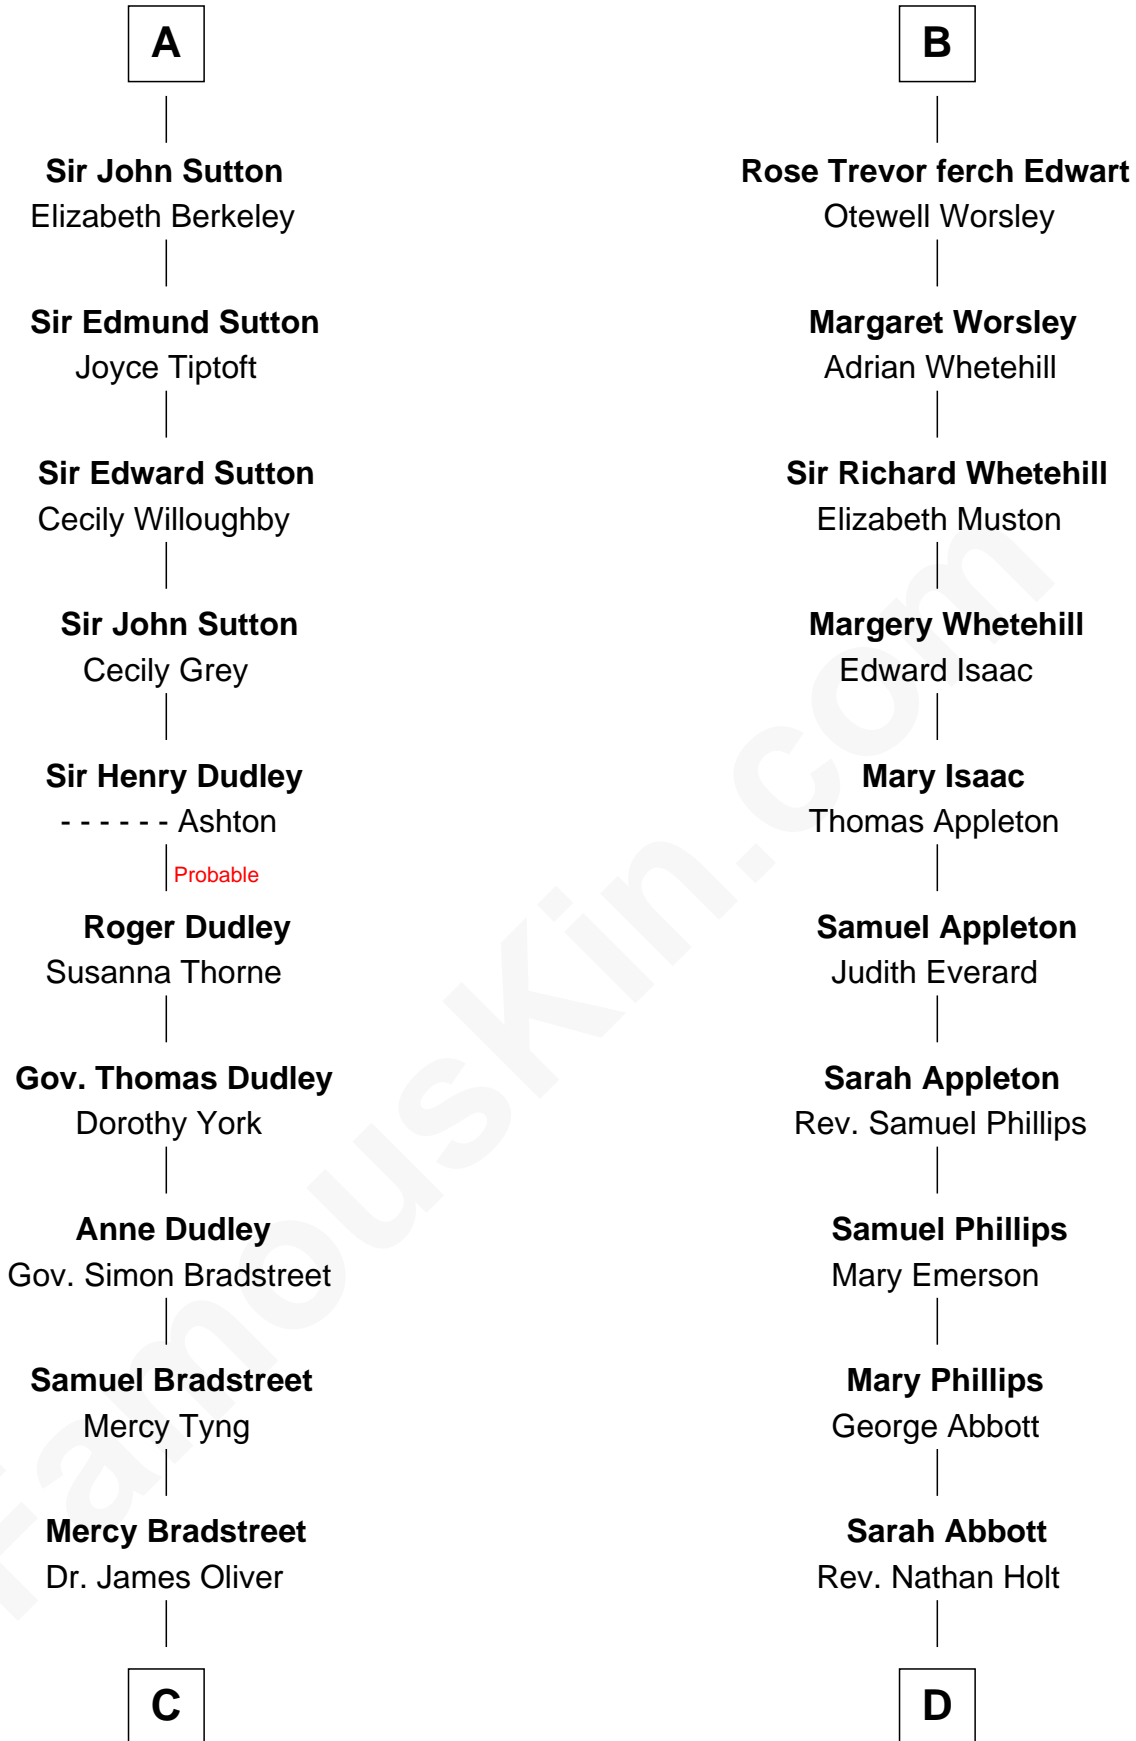 A
Sir John Sutton
Elizabeth Berkeley
Sir Edmund Sutton
Joyce Tiptoft
Sir Edward Sutton
Cecily Willoughby
Sir John Sutton
Cecily Grey
Sir Henry Dudley
- - - - - - Ashton
Probable
Roger Dudley
Susanna Thorne
Gov. Thomas Dudley
Dorothy York
Anne Dudley
Gov. Simon Bradstreet
Samuel Bradstreet
Mercy Tyng
Mercy Bradstreet
Dr. James Oliver
C
B
Rose Trevor ferch Edwart
Otewell Worsley
Margaret Worsley
Adrian Whetehill
Sir Richard Whetehill
Elizabeth Muston
Margery Whetehill
Edward Isaac
Mary Isaac
Thomas Appleton
Samuel Appleton
Judith Everard
Sarah Appleton
Rev. Samuel Phillips
Samuel Phillips
Mary Emerson
Mary Phillips
George Abbott
Sarah Abbott
Rev. Nathan Holt
D
FamousKin.com